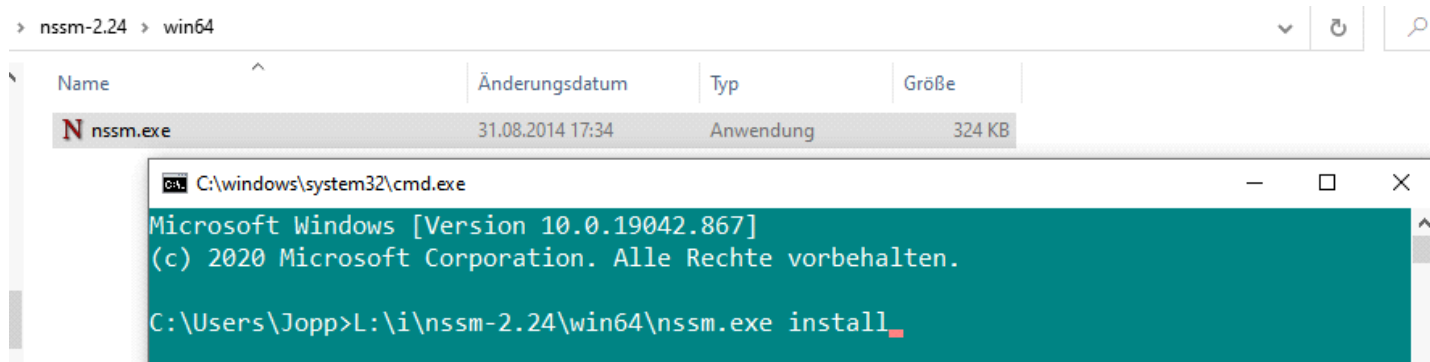 nssm-2.24 > win64
Name Änderungsdatum Typ Größe
nssm.exe 31.08.2014 17:34 Anwendung 324 KB
C:\windows\system32\cmd.exe
Microsoft Windows [Version 10.0.19042.867]
(c) 2020 Microsoft Corporation. Alle Rechte vorbehalten.
C:\Users\Jopp>L:\i\nssm-2.24\win64\nssm.exe install